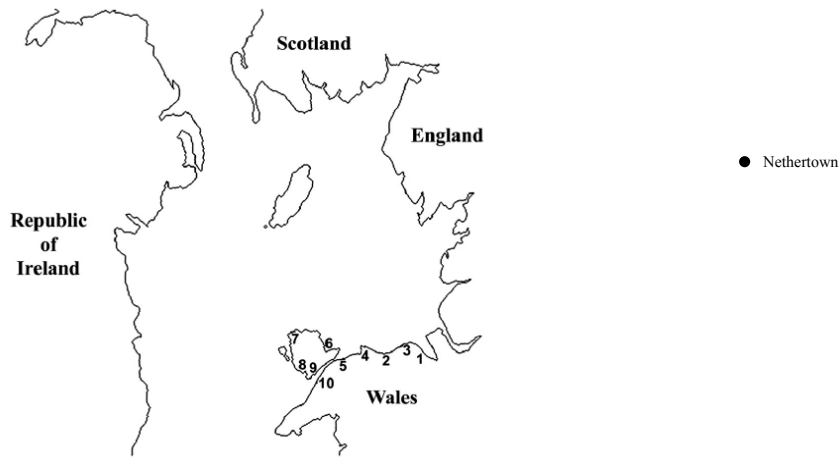 Scotland
England
Nethertown
Republic
of
Ireland
7
6
8
9
5
4
2
3
1
10
Wales